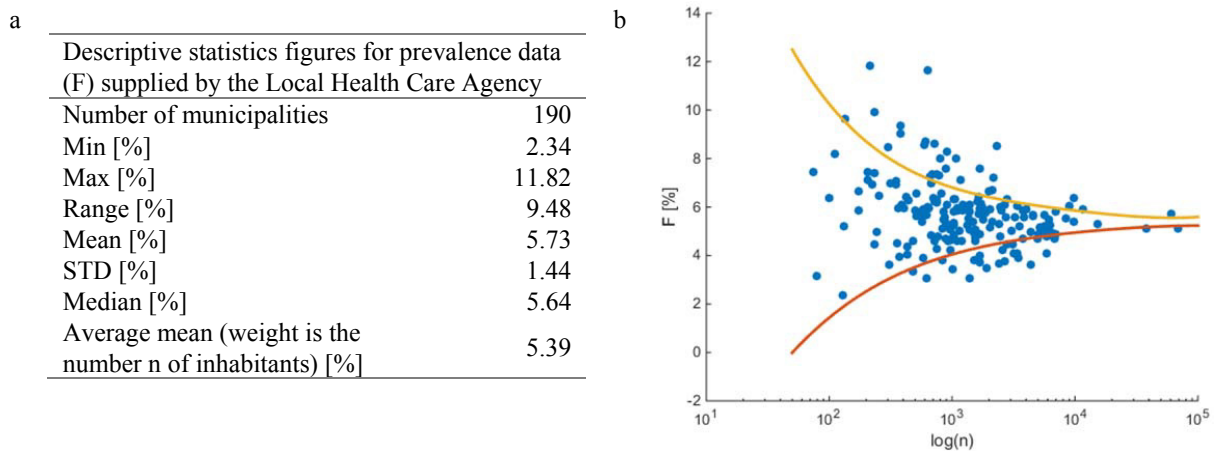 a
Descriptive statistics figures for prevalence data
(F) supplied by the Local Health Care Agency
Number of municipalities 190
Min [%] 2.34
Max [%] 11.82
Range [%] 9.48
Mean [%] 5.73
STD [%] 1.44
Median [%] 5.64
Average mean (weight is the
number n of inhabitants) [%] 5.39
b
14
12
10
8
6
4
2
0
-2
F [%]
10^1 10^2 10^3 10^4 10^5
log(n)